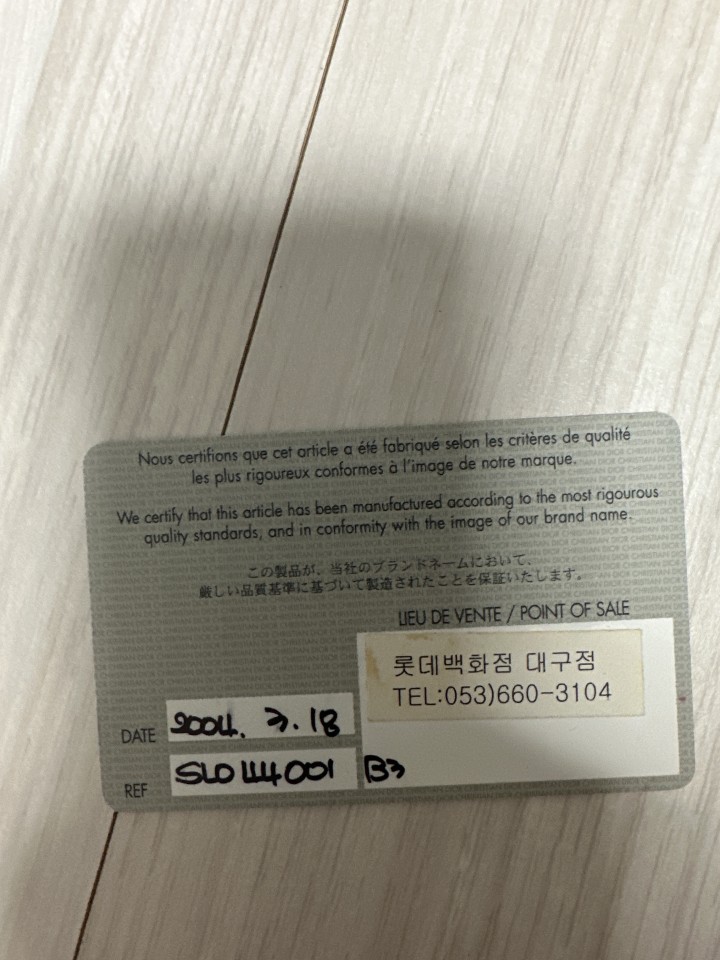 Nous certifions que cet article a été fabriqué selon les critères de qualité
les plus rigoureux conformes à l'image de notre marque.
We certify that this article has been manufactured according to the most rigourous
quality standards, and in conformity with the image of our brand name.
この製品が、当社のブランドネームにおいて、
厳しい品質基準に基づいて製造されたことを保証いたします。
LIEU DE VENTE / POINT OF SALE
롯데백화점 대구점
TEL:053)660-3104
DATE 2004. 3. 18
REF B3